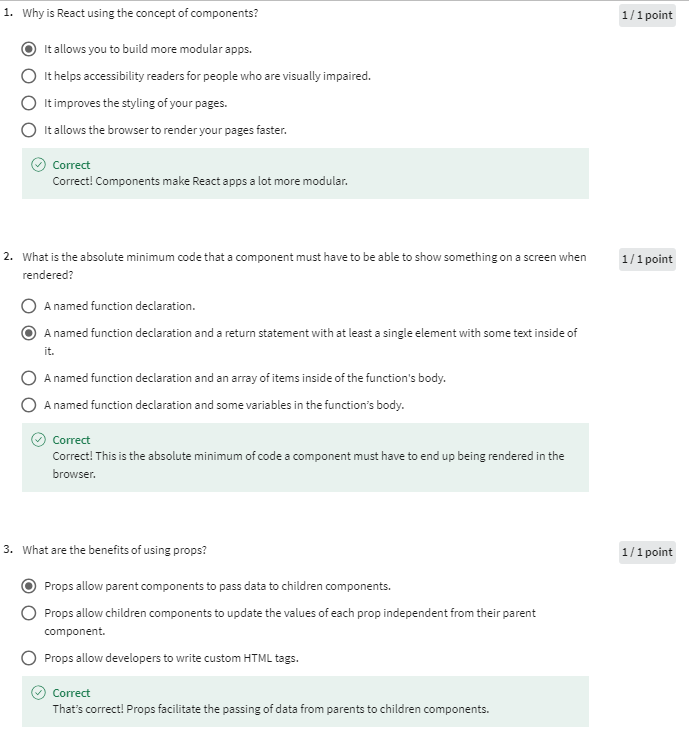 1. Why is React using the concept of components?
1 / 1 point
It allows you to build more modular apps.
It helps accessibility readers for people who are visually impaired.
It improves the styling of your pages.
It allows the browser to render your pages faster.
Correct
Correct! Components make React apps a lot more modular.
2. What is the absolute minimum code that a component must have to be able to show something on a screen when
rendered?
1 / 1 point
A named function declaration.
A named function declaration and a return statement with at least a single element with some text inside of
it.
A named function declaration and an array of items inside of the function's body.
A named function declaration and some variables in the function’s body.
Correct
Correct! This is the absolute minimum of code a component must have to end up being rendered in the
browser.
3. What are the benefits of using props?
1 / 1 point
Props allow parent components to pass data to children components.
Props allow children components to update the values of each prop independent from their parent
component.
Props allow developers to write custom HTML tags.
Correct
That’s correct! Props facilitate the passing of data from parents to children components.